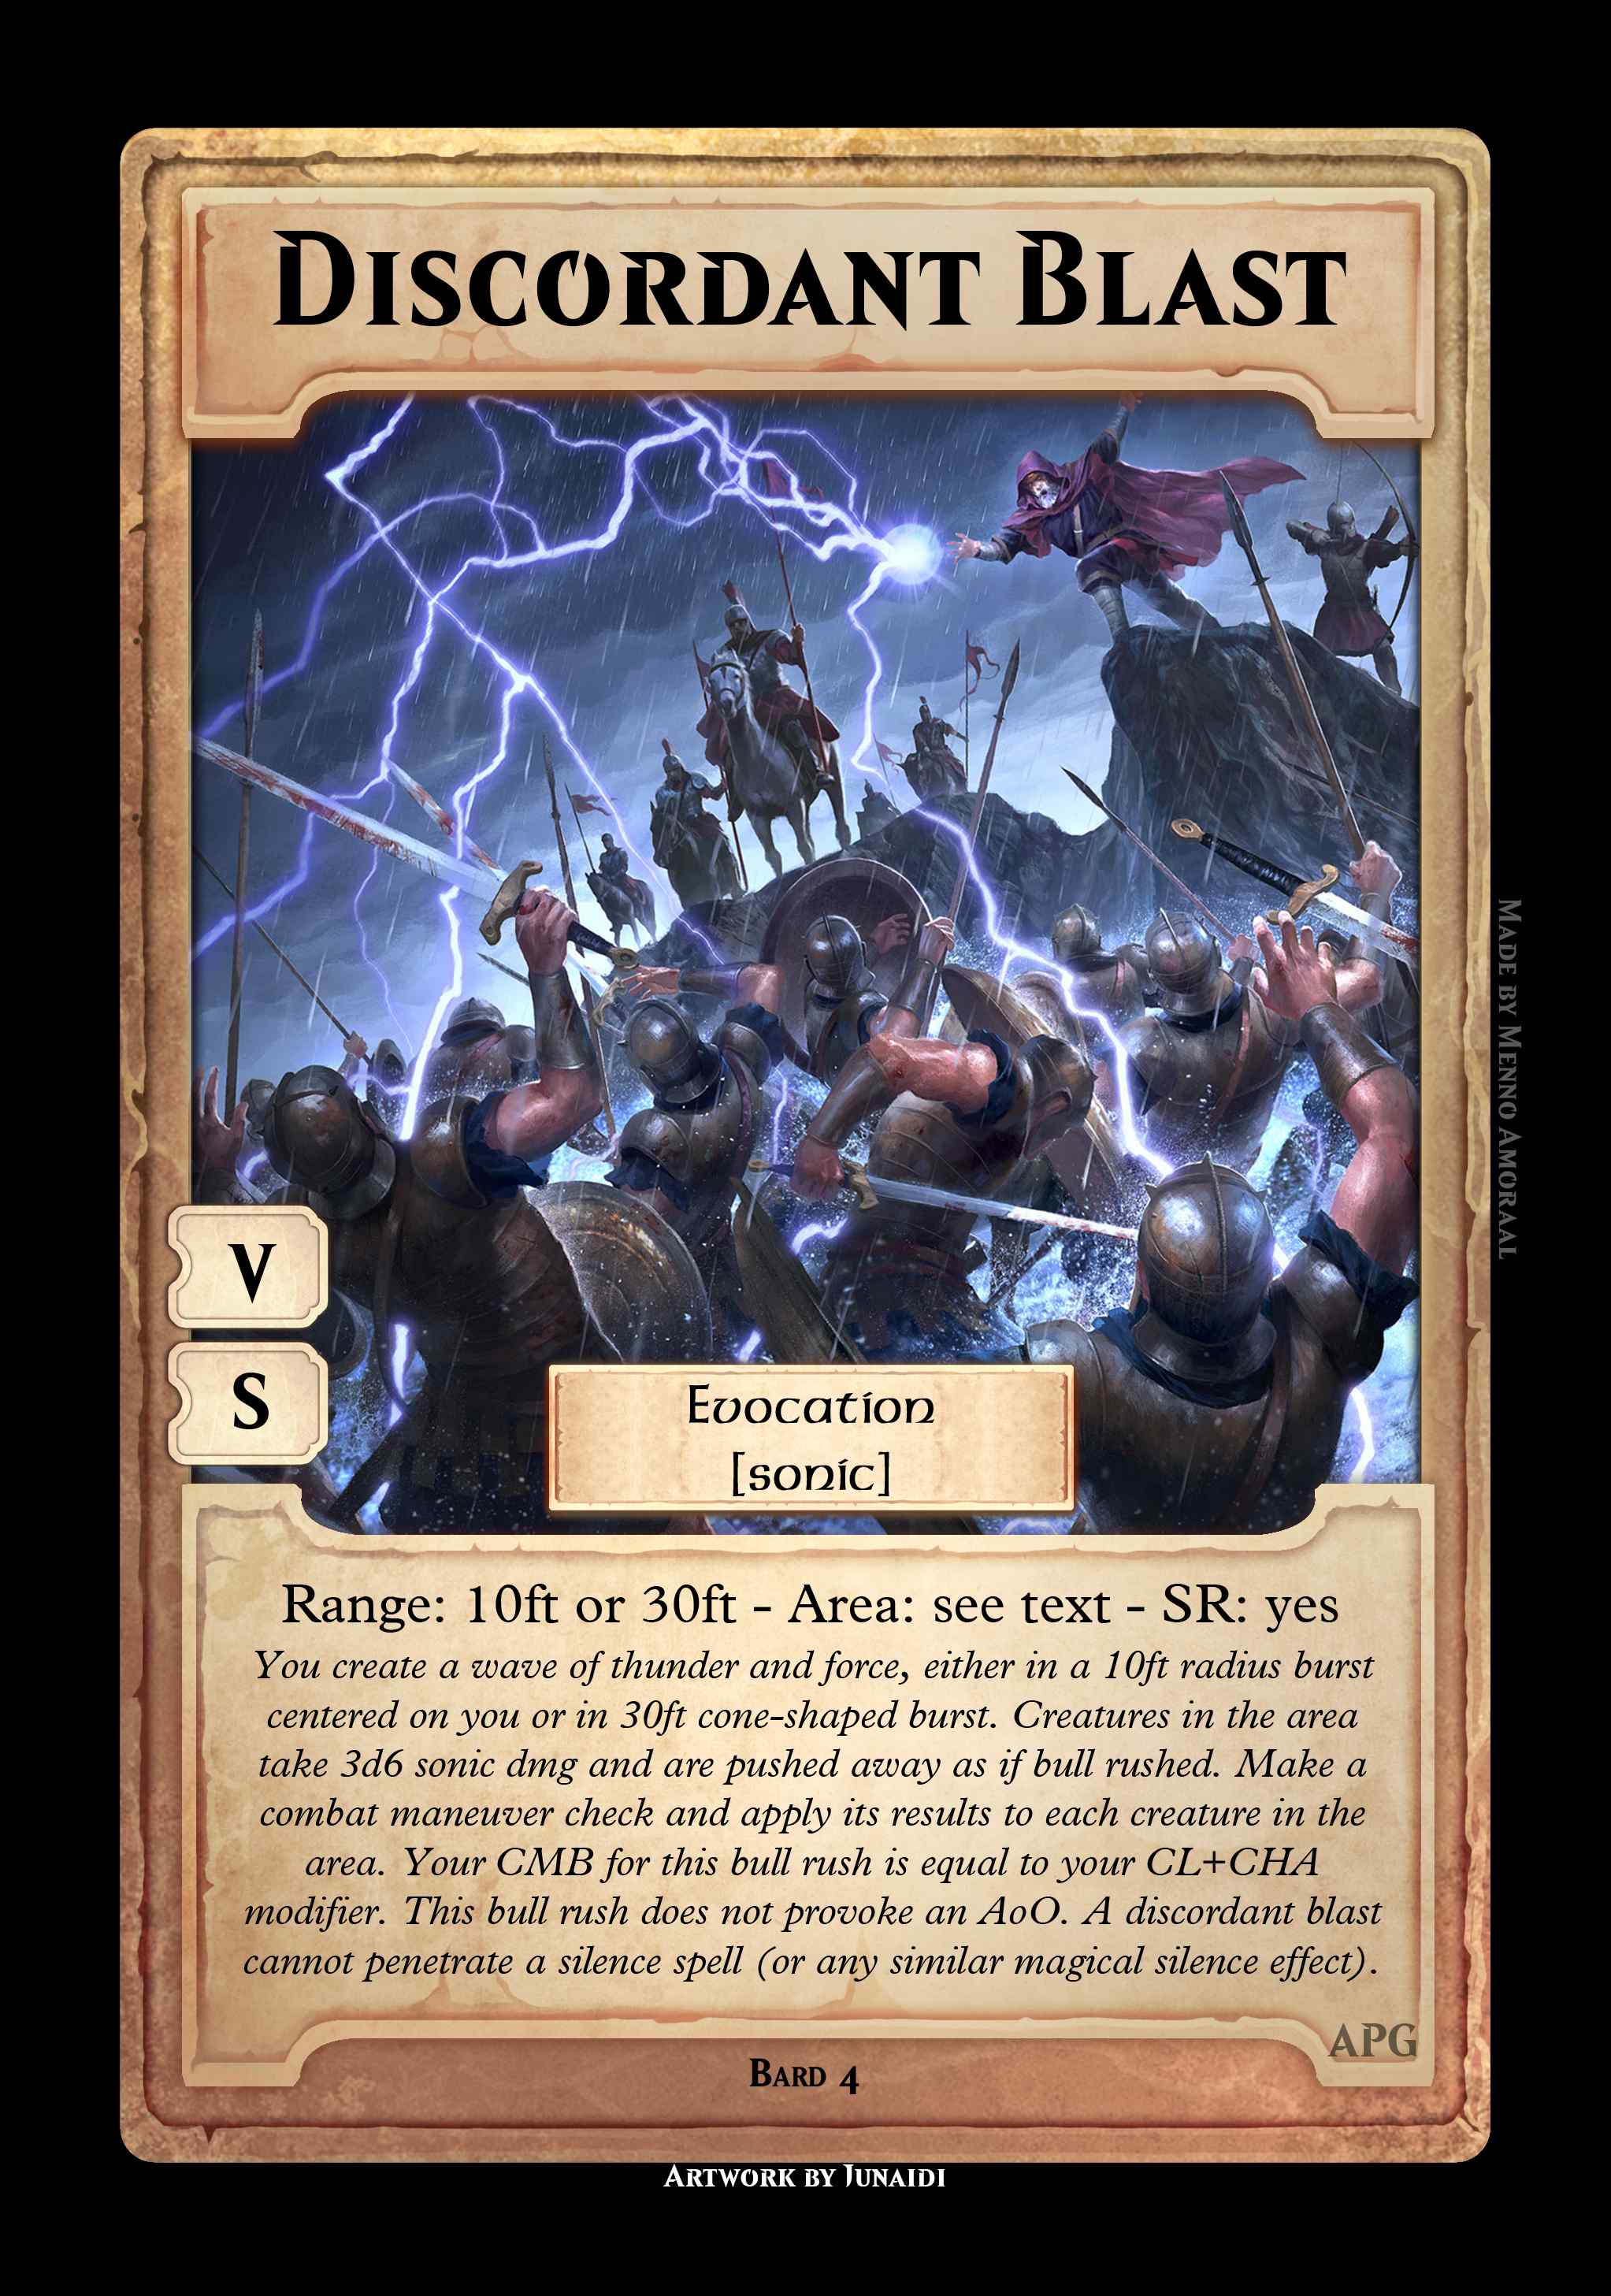 Discordant Blast
V
S
Evocation
[sonic]
Range: 10ft or 30ft - Area: see text - SR: yes
You create a wave of thunder and force, either in a 10ft radius burst
centered on you or in 30ft cone-shaped burst. Creatures in the area
take 3d6 sonic dmg and are pushed away as if bull rushed. Make a
combat maneuver check and apply its results to each creature in the
area. Your CMB for this bull rush is equal to your CL+CHA
modifier. This bull rush does not provoke an AoO. A discordant blast
cannot penetrate a silence spell (or any similar magical silence effect).
APG
Bard 4
Artwork by Junaidi
Made by Menno Amoraal